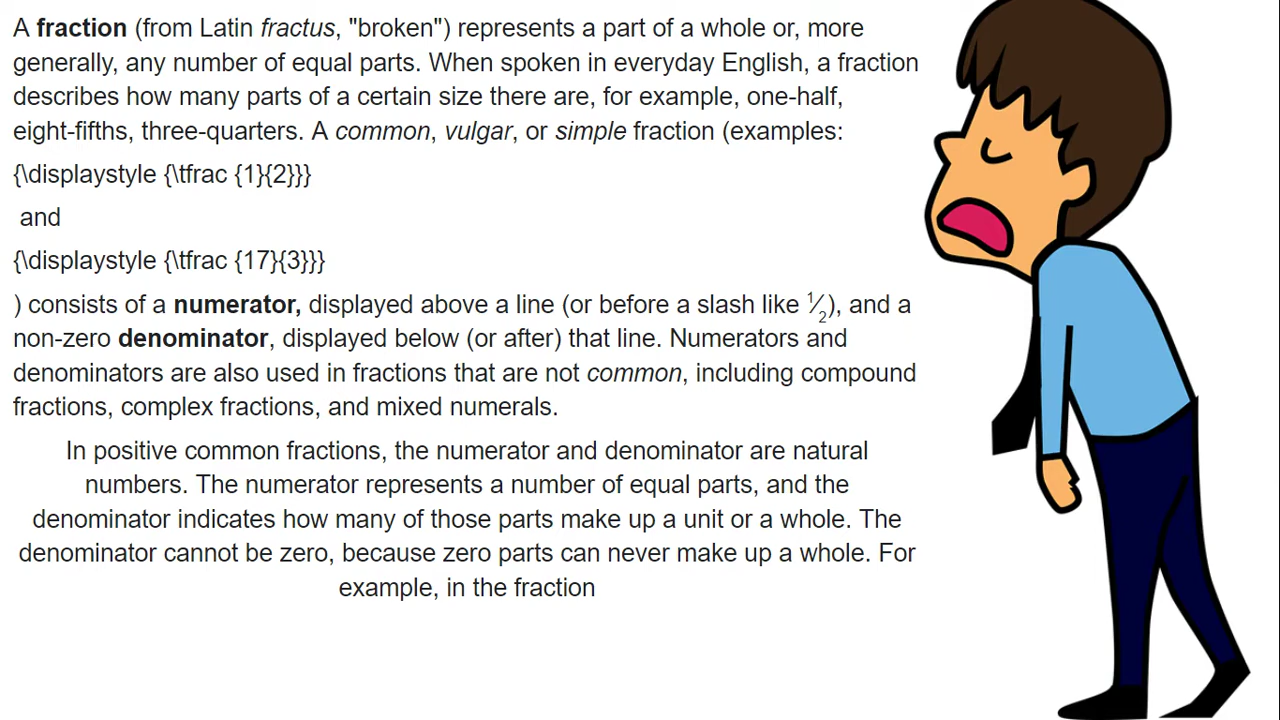 A fraction (from Latin fractus, "broken") represents a part of a whole or, more
generally, any number of equal parts. When spoken in everyday English, a fraction
describes how many parts of a certain size there are, for example, one-half,
eight-fifths, three-quarters. A common, vulgar, or simple fraction (examples:
{\displaystyle {\tfrac {1}{2}}}
and
{\displaystyle {\tfrac {17}{3}}}
) consists of a numerator, displayed above a line (or before a slash like 1⁄2), and a
non-zero denominator, displayed below (or after) that line. Numerators and
denominators are also used in fractions that are not common, including compound
fractions, complex fractions, and mixed numerals.
In positive common fractions, the numerator and denominator are natural
numbers. The numerator represents a number of equal parts, and the
denominator indicates how many of those parts make up a unit or a whole. The
denominator cannot be zero, because zero parts can never make up a whole. For
example, in the fraction